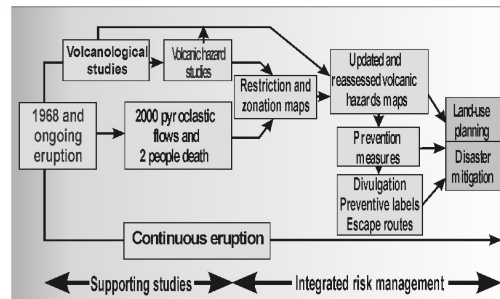 Volcanological
studies
Volcanic hazard
studies
Updated and
reassessed volcanic
hazards maps
Restriction and
zonation maps
Land-use
planning
1968 and
ongoing
eruption
2000 pyroclastic
flows and
2 people death
Prevention
measures
Disaster
mitigation
Divulgation
Preventive labels
Escape routes
Continuous eruption
Supporting studies
Integrated risk management